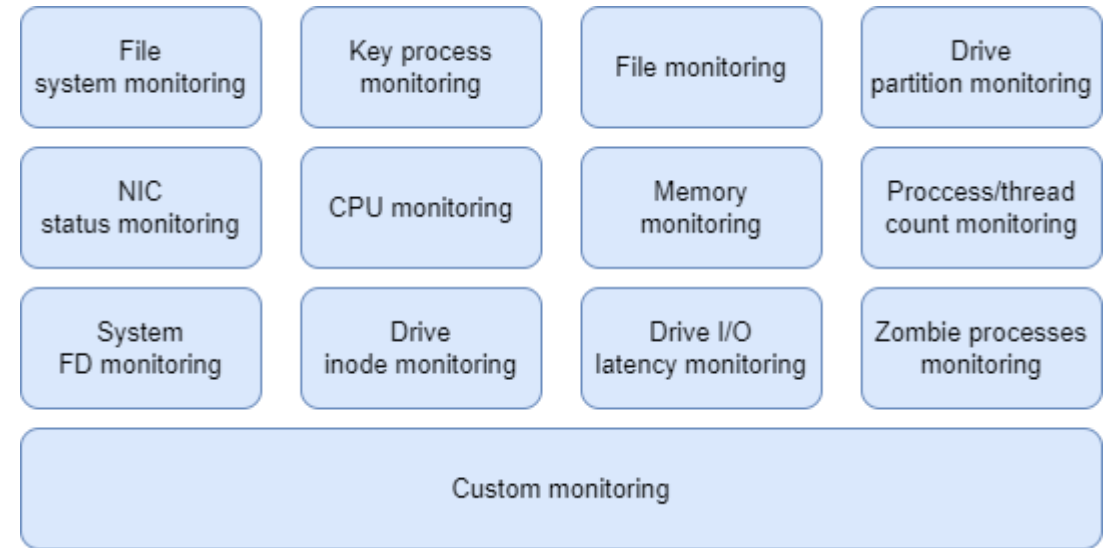 File
system monitoring
Key process
monitoring
File monitoring
Drive
partition monitoring
NIC
status monitoring
CPU monitoring
Memory
monitoring
Proccess/thread
count monitoring
System
FD monitoring
Drive
inode monitoring
Drive I/O
latency monitoring
Zombie processes
monitoring
Custom monitoring